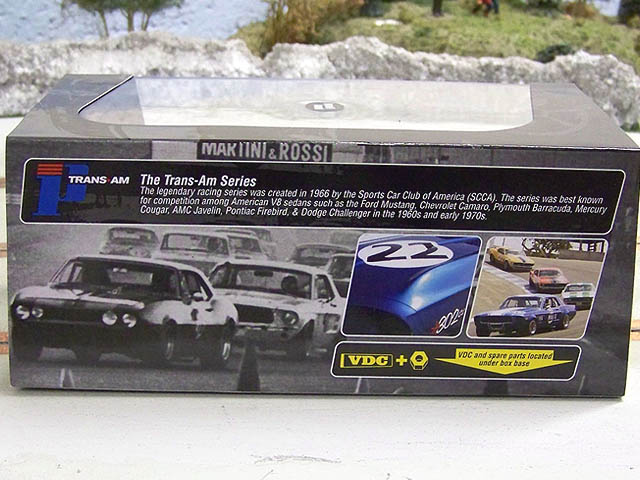 MARTINI & ROSSI
TRANS-AM
The Trans-Am Series
The legendary racing series was created in 1966 by the Sports Car Club of America (SCCA). The series was best known
for competition among American V8 sedans such as the Ford Mustang, Chevrolet Camaro, Plymouth Barracuda, Mercury
Cougar, AMC Javelin, Pontiac Firebird, & Dodge Challenger in the 1960s and early 1970s.
22
302
VDC +
VDC and spare parts located
under box base